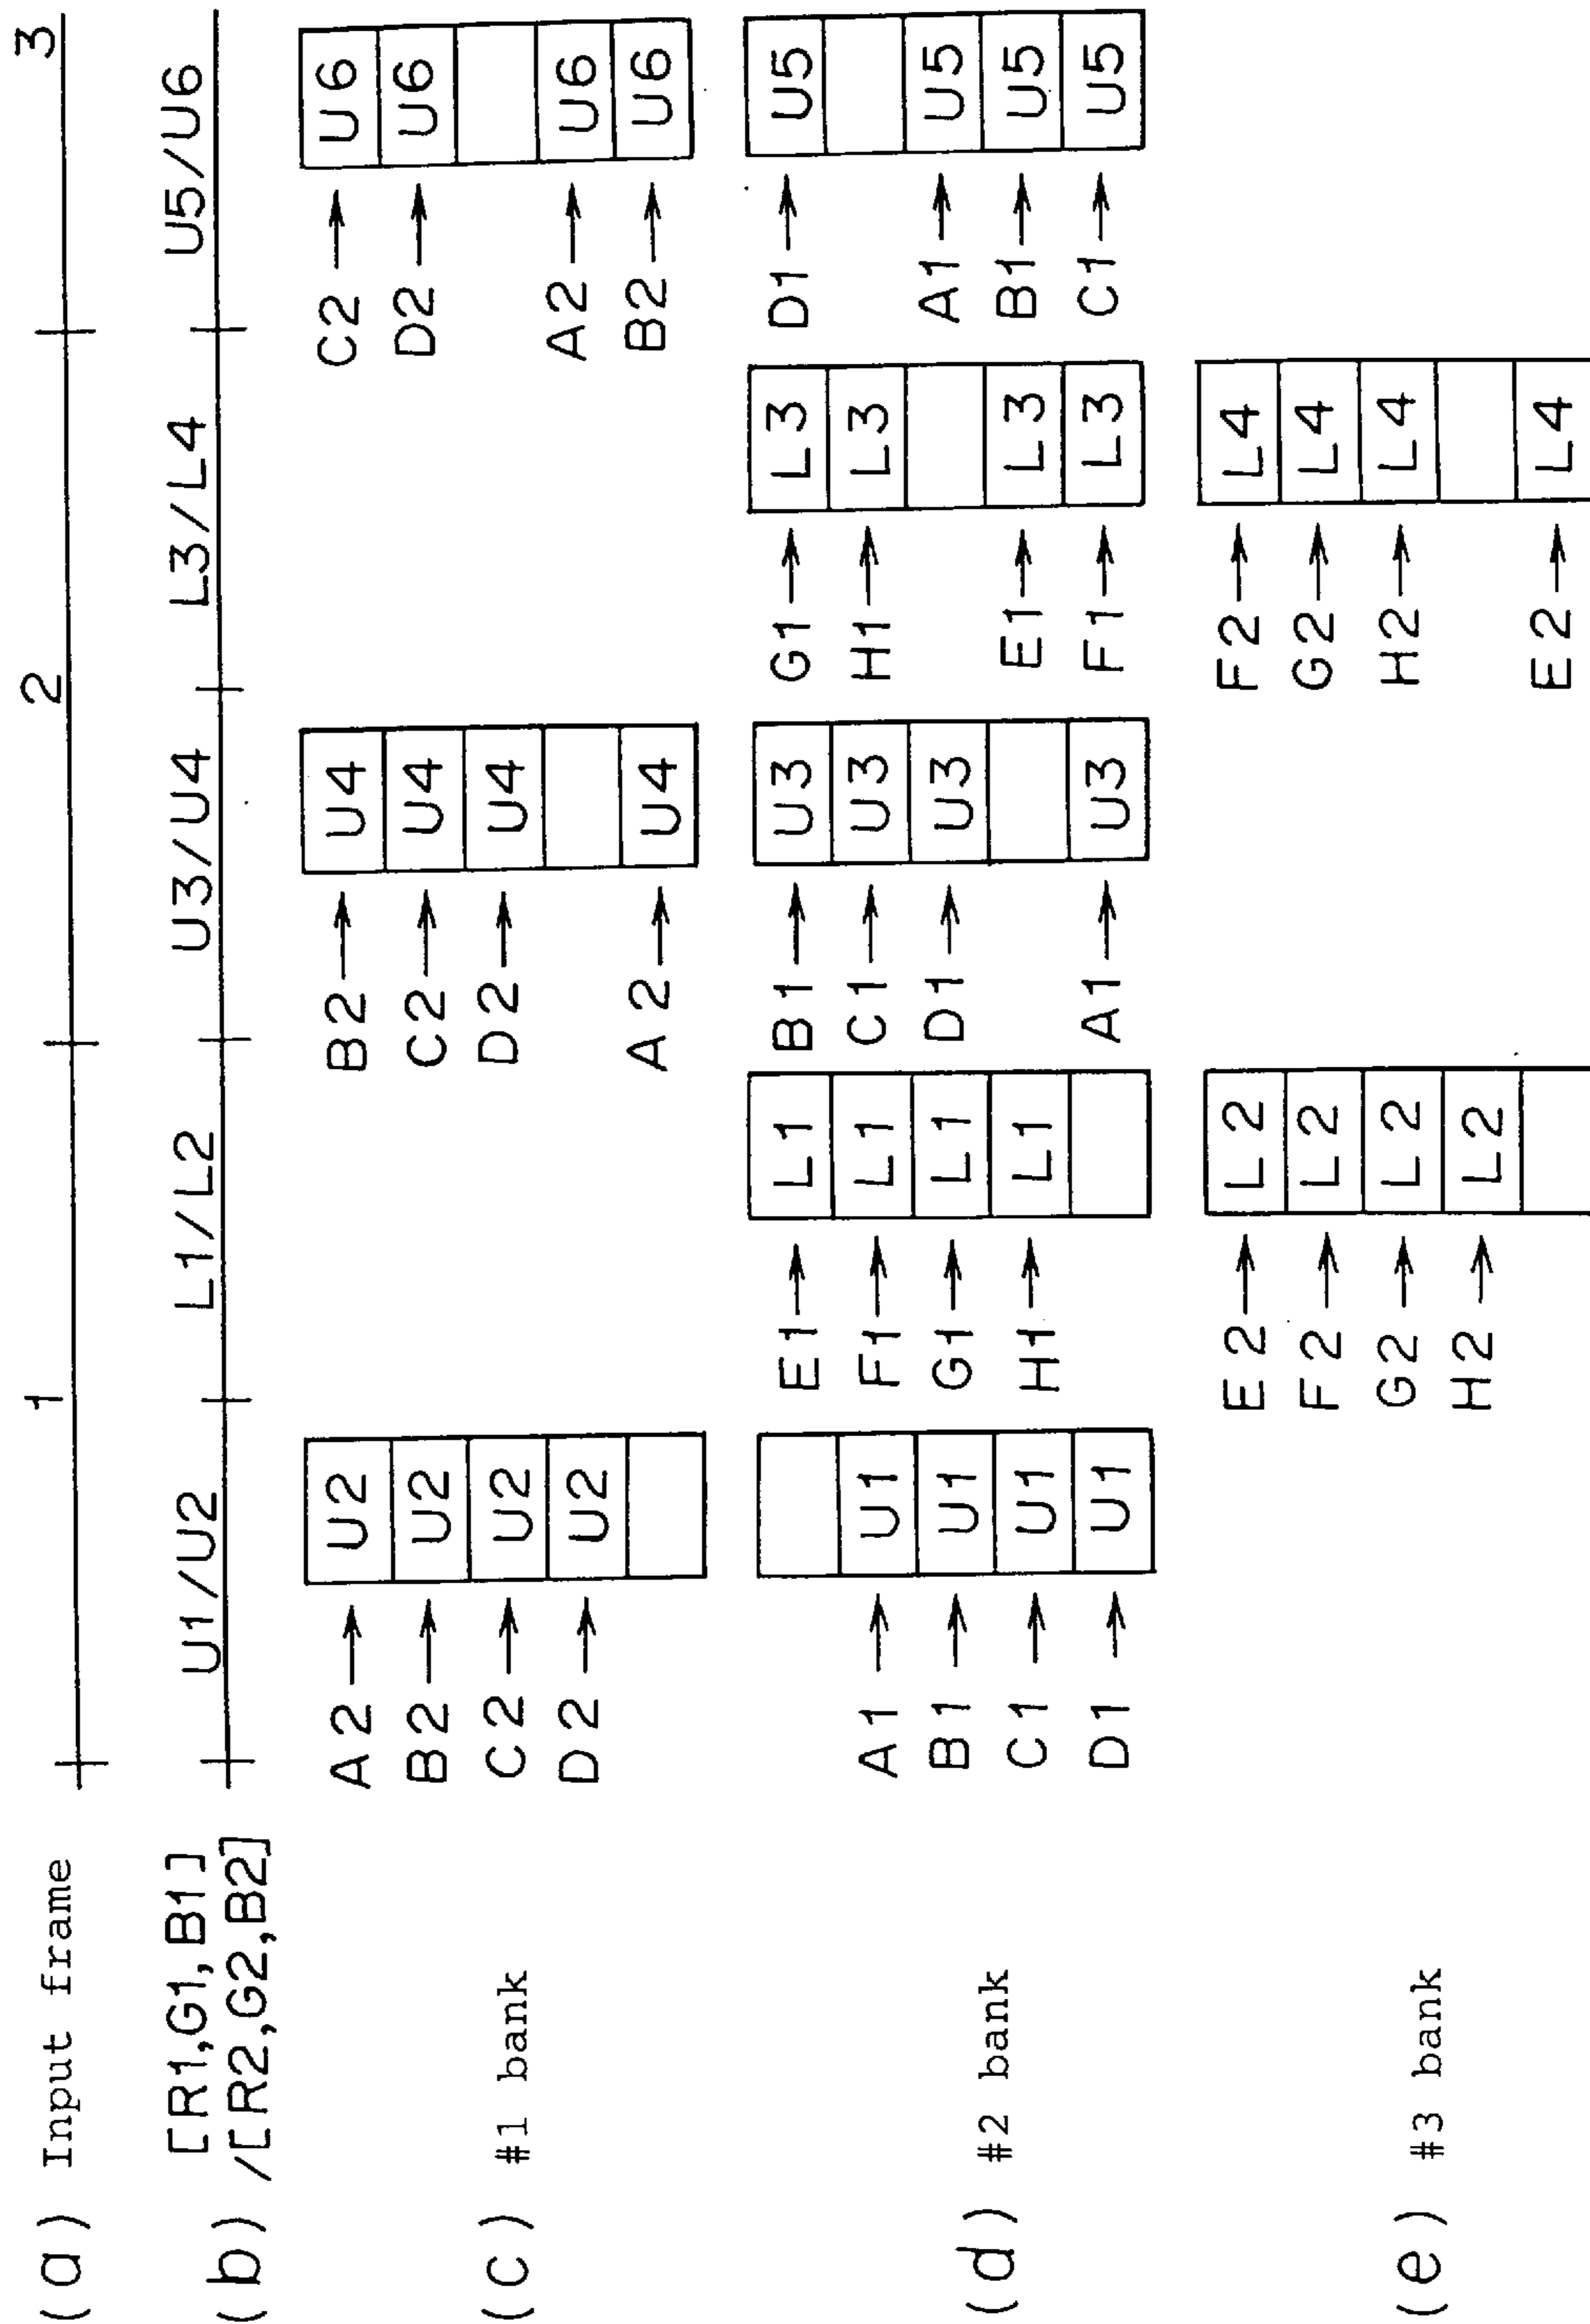 (a) Input frame 1 2 3
[R1,G1,B1] U1/U2 L1/L2 U3/U4 L3/L4 U5/U6
(b) /[R2,G2,B2]
A2→ U2 B2→ U4 C2→ U6
B2→ U2 C2→ U4 D2→ U6
(c) #1 bank C2→ U2 D2→ U4
D2→ U2 A2→ U6
A2→ U4 B2→ U6
E1→ L1 B1→ U3 G1→ L3 D1→ U5
A1→ U1 F1→ L1 C1→ U3 H1→ L3
(d) #2 bank B1→ U1 G1→ L1 D1→ U3 A1→ U5
C1→ U1 H1→ L1 E1→ L3 B1→ U5
D1→ U1 A1→ U3 F1→ L3 C1→ U5
E2→ L2 F2→ L4
F2→ L2 G2→ L4
(e) #3 bank G2→ L2 H2→ L4
H2→ L2
E2→ L4